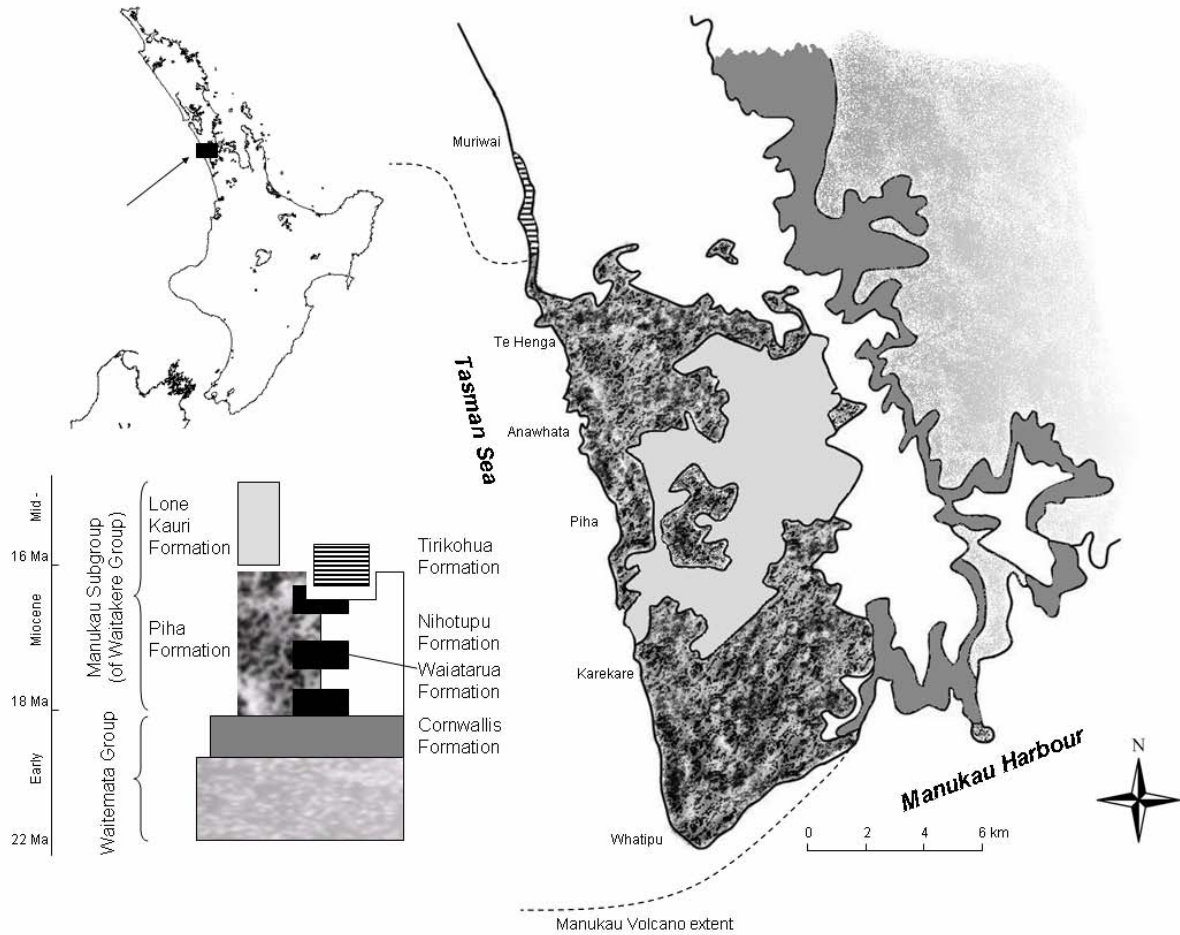 Muriwai
Te Henga
Tasman Sea
Anawhata
Piha
Karekare
Whatipu
Manukau Harbour
N
0 2 4 6 km
Manukau Volcano extent
Mid -
16 Ma
Miocene
18 Ma
Early
22 Ma
Manukau Subgroup
(of Waitakere Group)
Waitemata Group
Lone
Kauri
Formation
Piha
Formation
Tirikohua
Formation
Nihotupu
Formation
Waiatarua
Formation
Cornwallis
Formation